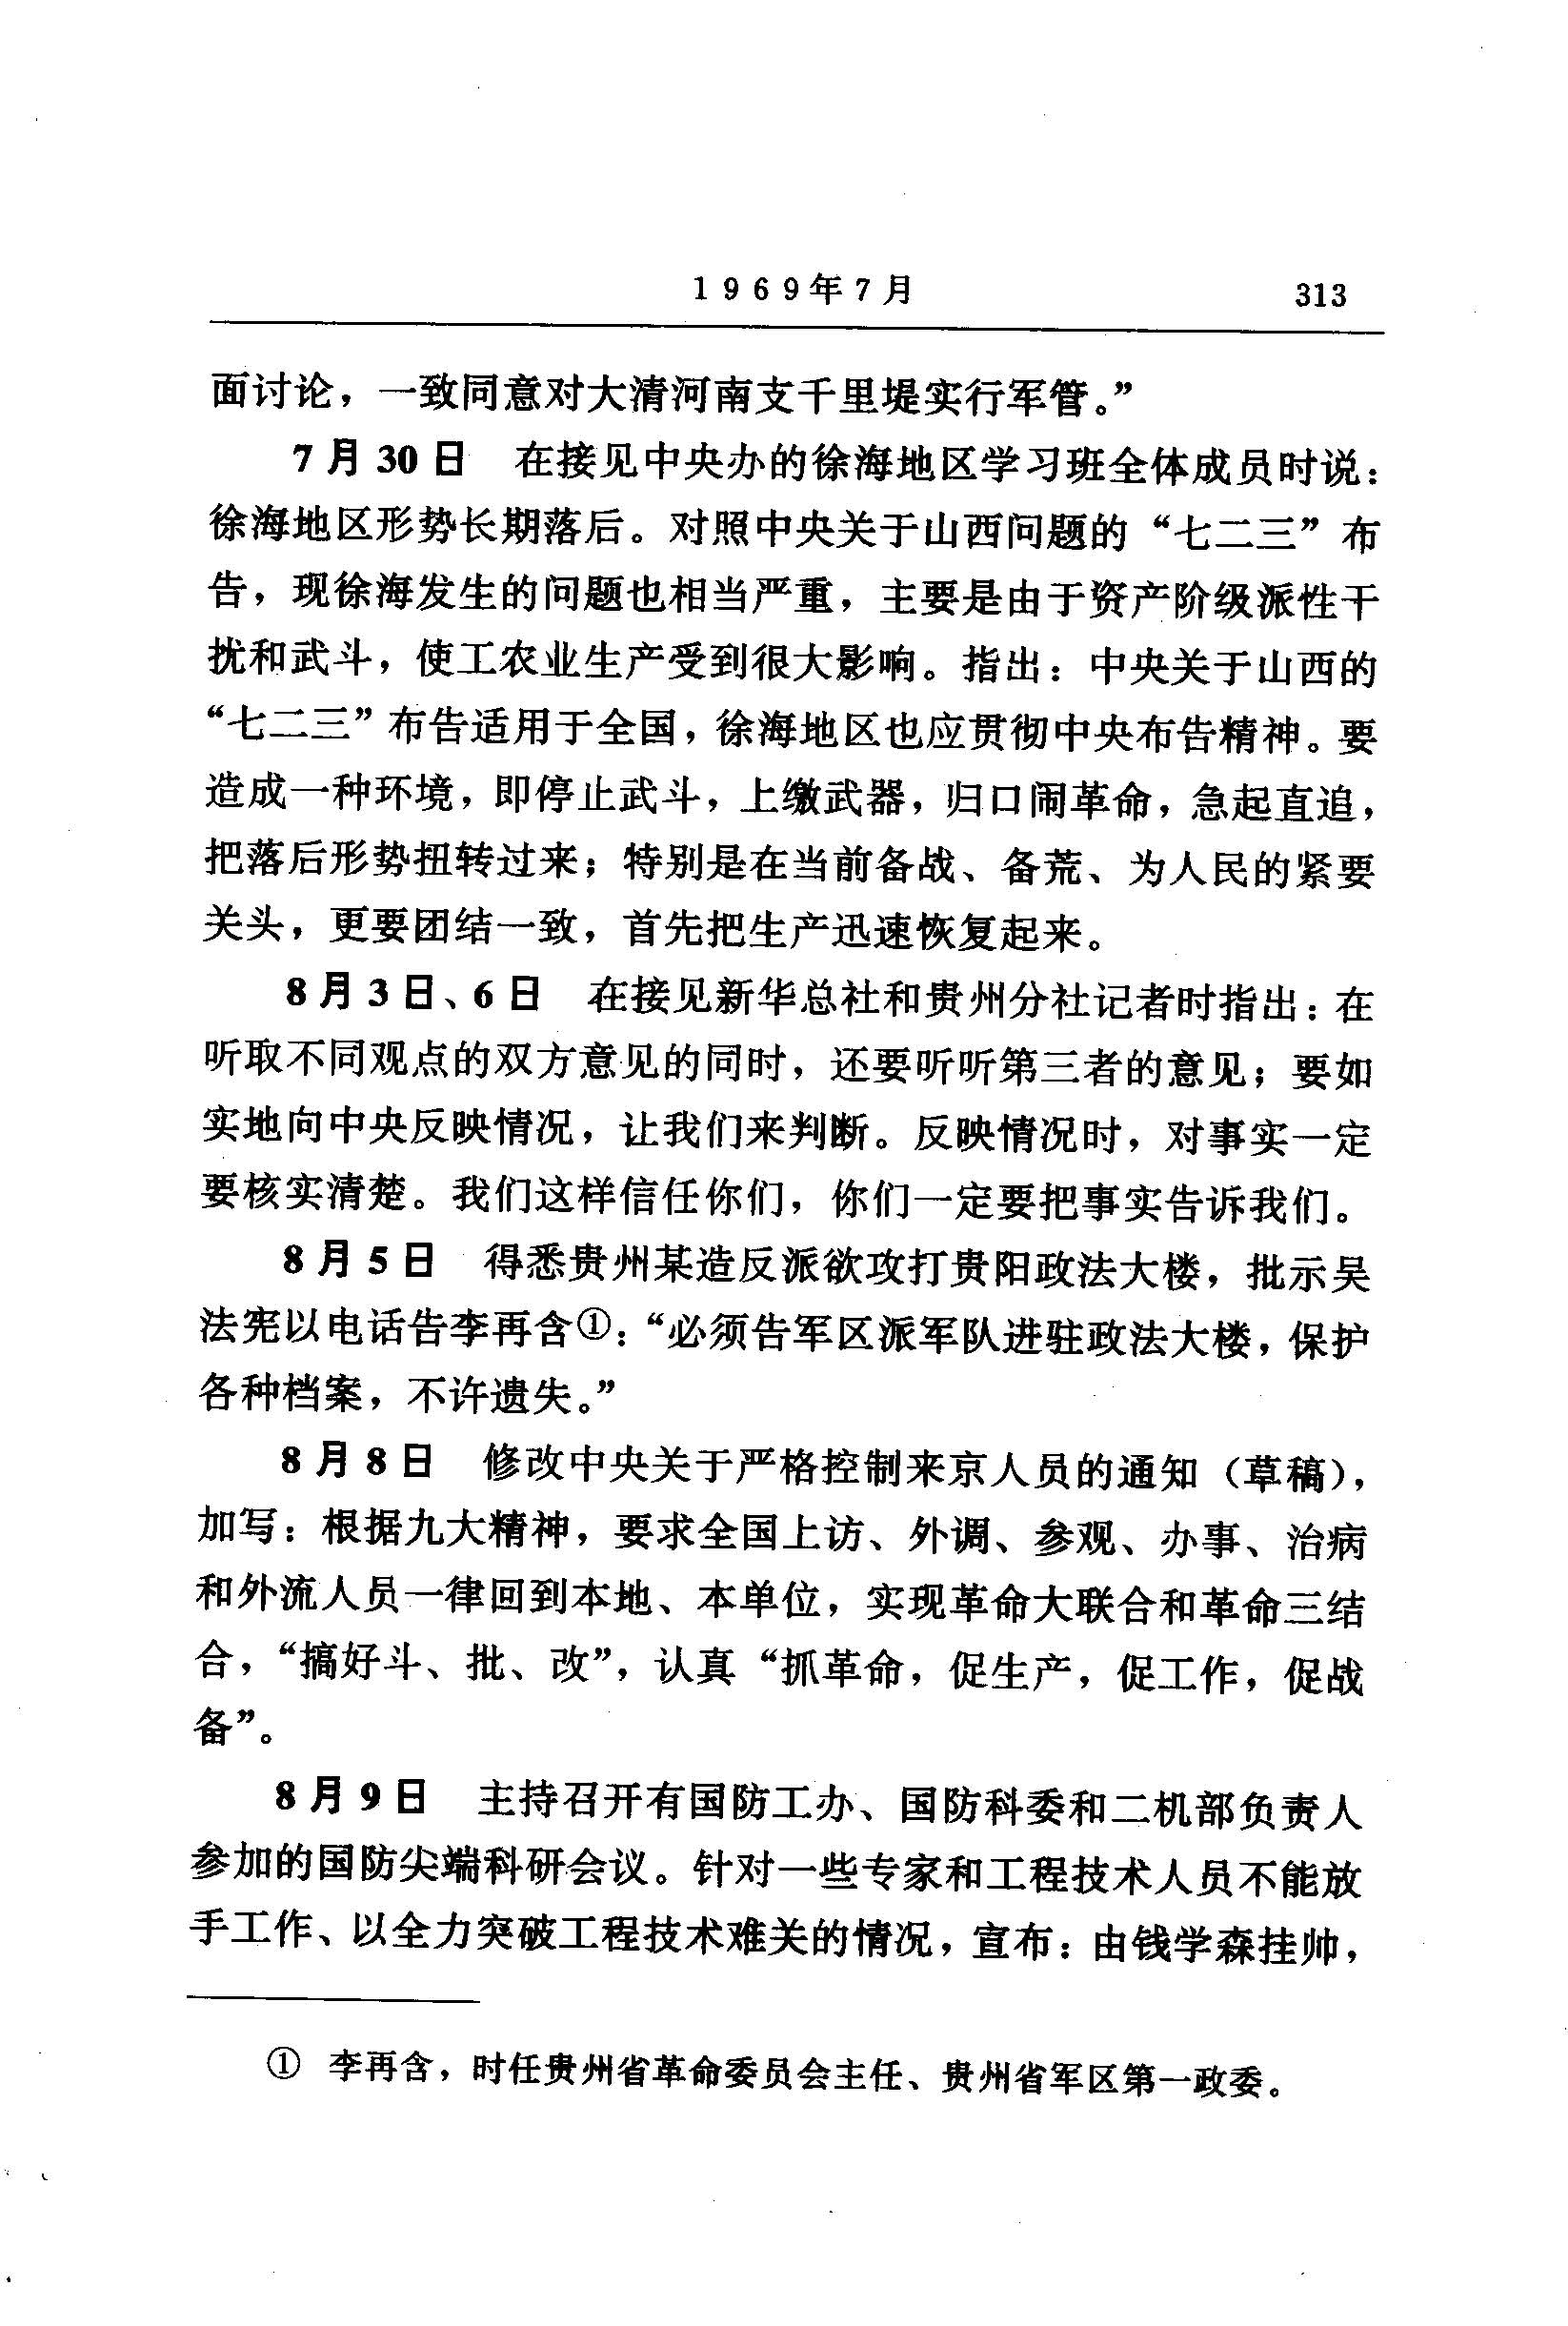 1969年7月 313
面讨论，一致同意对大清河南支千里堤实行军管。”
7月30日 在接见中央办的徐海地区学习班全体成员时说：
徐海地区形势长期落后。对照中央关于山西问题的“七二三”布
告，现徐海发生的问题也相当严重，主要是由于资产阶级派性干
扰和武斗，使工农业生产受到很大影响。指出：中央关于山西的
“七二三”布告适用于全国，徐海地区也应贯彻中央布告精神。要
造成一种环境，即停止武斗，上缴武器，归口闹革命，急起直追，
把落后形势扭转过来；特别是在当前备战、备荒、为人民的紧要
关头，更要团结一致，首先把生产迅速恢复起来。
8月3日、6日 在接见新华总社和贵州分社记者时指出：在
听取不同观点的双方意见的同时，还要听听第三者的意见；要如
实地向中央反映情况，让我们来判断。反映情况时，对事实一定
要核实清楚。我们这样信任你们，你们一定要把事实告诉我们。
8月5日 得悉贵州某造反派欲攻打贵阳政法大楼，批示吴
法宪以电话告李再含①：“必须告军区派军队进驻政法大楼，保护
各种档案，不许遗失。”
8月8日 修改中央关于严格控制来京人员的通知（草稿），
加写：根据九大精神，要求全国上访、外调、参观、办事、治病
和外流人员一律回到本地、本单位，实现革命大联合和革命三结
合，“搞好斗、批、改”，认真“抓革命，促生产，促工作，促战
备”。
8月9日 主持召开有国防工办、国防科委和二机部负责人
参加的国防尖端科研会议。针对一些专家和工程技术人员不能放
手工作、以全力突破工程技术难关的情况，宣布：由钱学森挂帅，
① 李再含，时任贵州省革命委员会主任、贵州省军区第一政委。